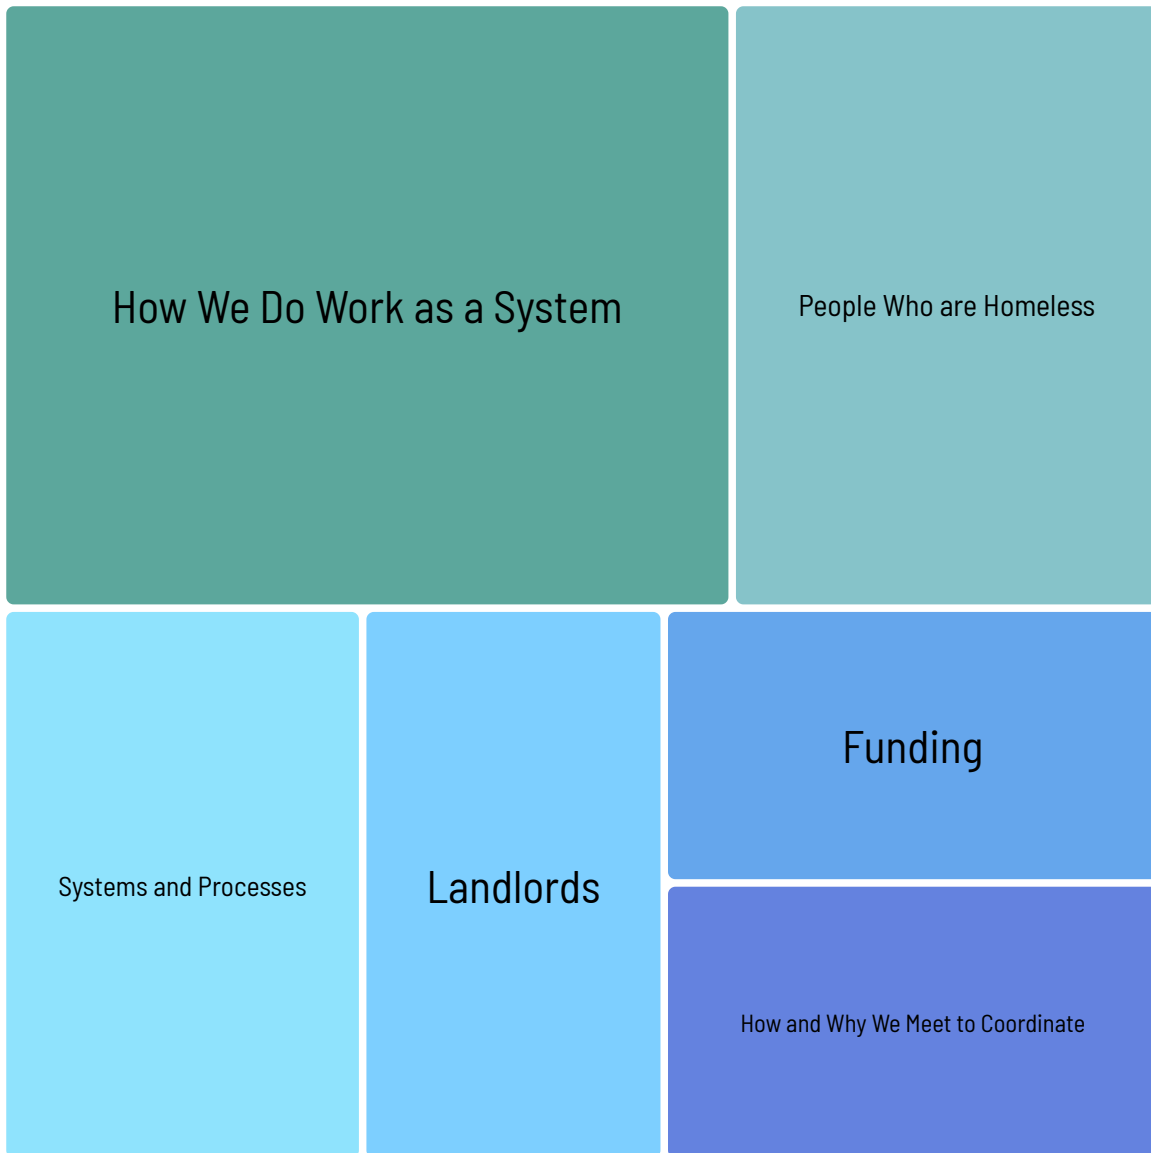 How We Do Work as a System
People Who are Homeless
Systems and Processes
Landlords
Funding
How and Why We Meet to Coordinate